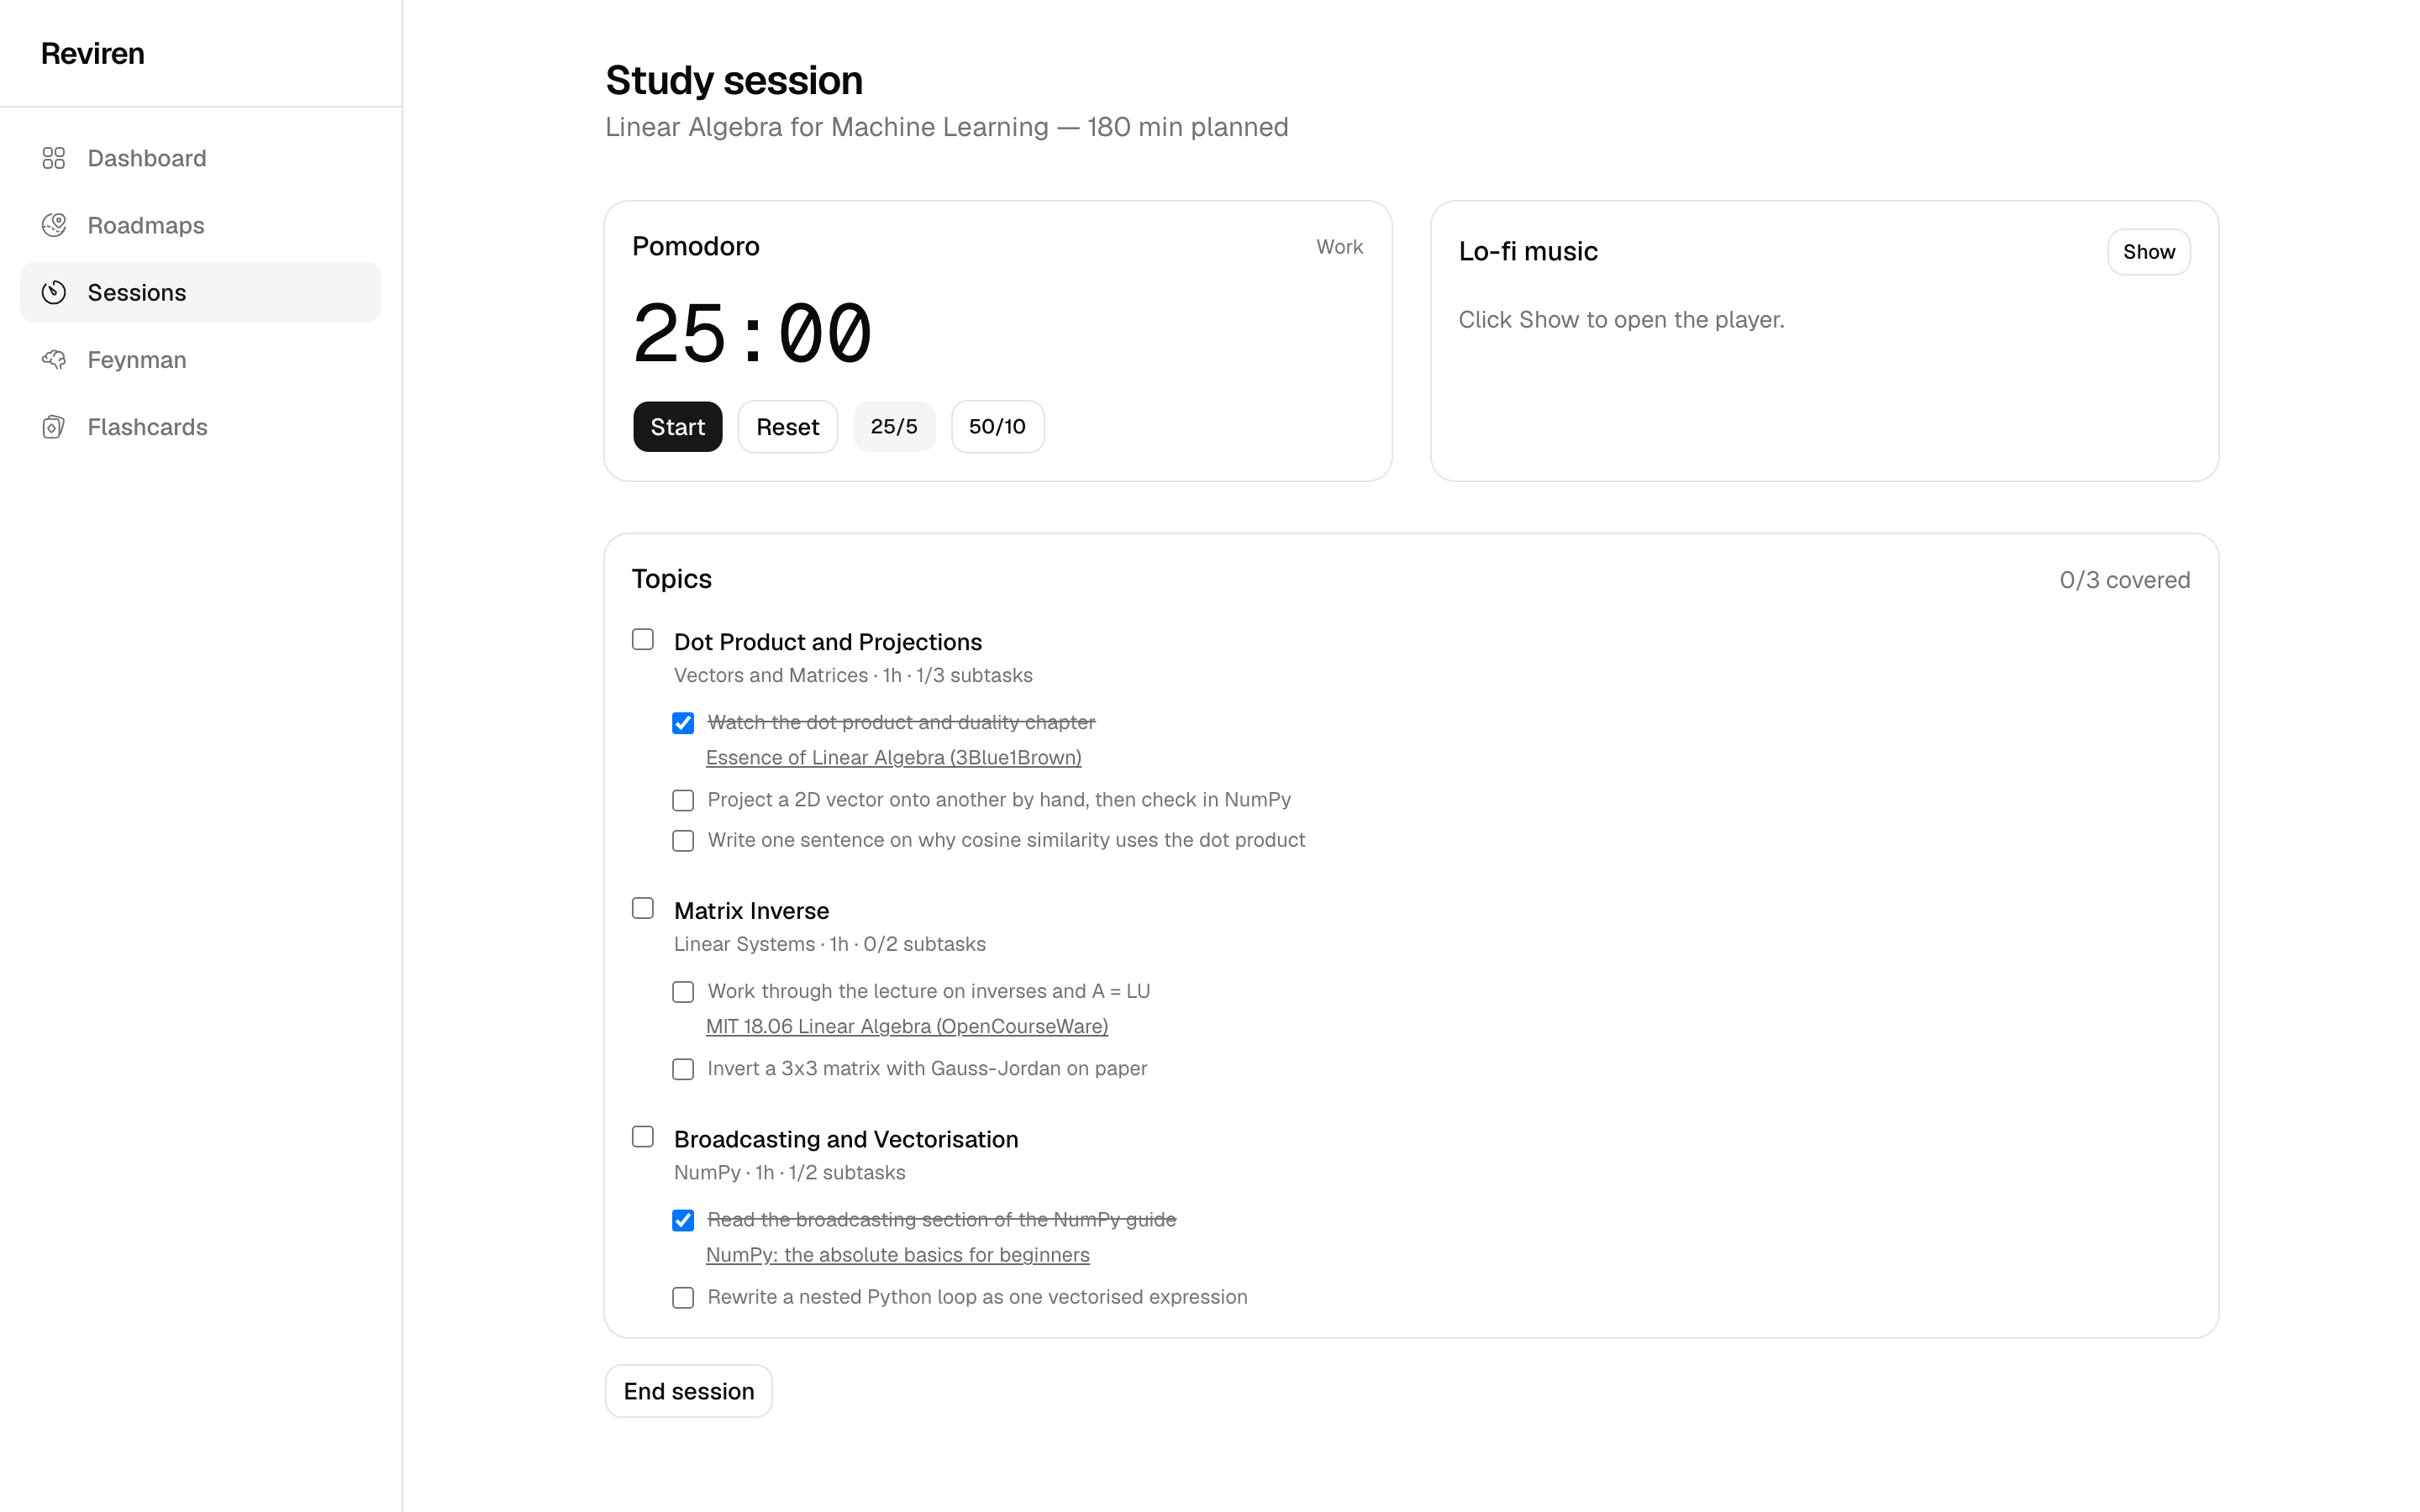 Reviren
Dashboard
Roadmaps
Sessions
Feynman
Flashcards
Study session
Linear Algebra for Machine Learning — 180 min planned
Pomodoro
Work
25:00
Start
Reset
25/5
50/10
Lo-fi music
Show
Click Show to open the player.
Topics
0/3 covered
Dot Product and Projections
Vectors and Matrices · 1h · 1/3 subtasks
Watch the dot product and duality chapter
Essence of Linear Algebra (3Blue1Brown)
Project a 2D vector onto another by hand, then check in NumPy
Write one sentence on why cosine similarity uses the dot product
Matrix Inverse
Linear Systems · 1h · 0/2 subtasks
Work through the lecture on inverses and A = LU
MIT 18.06 Linear Algebra (OpenCourseWare)
Invert a 3x3 matrix with Gauss-Jordan on paper
Broadcasting and Vectorisation
NumPy · 1h · 1/2 subtasks
Read the broadcasting section of the NumPy guide
NumPy: the absolute basics for beginners
Rewrite a nested Python loop as one vectorised expression
End session